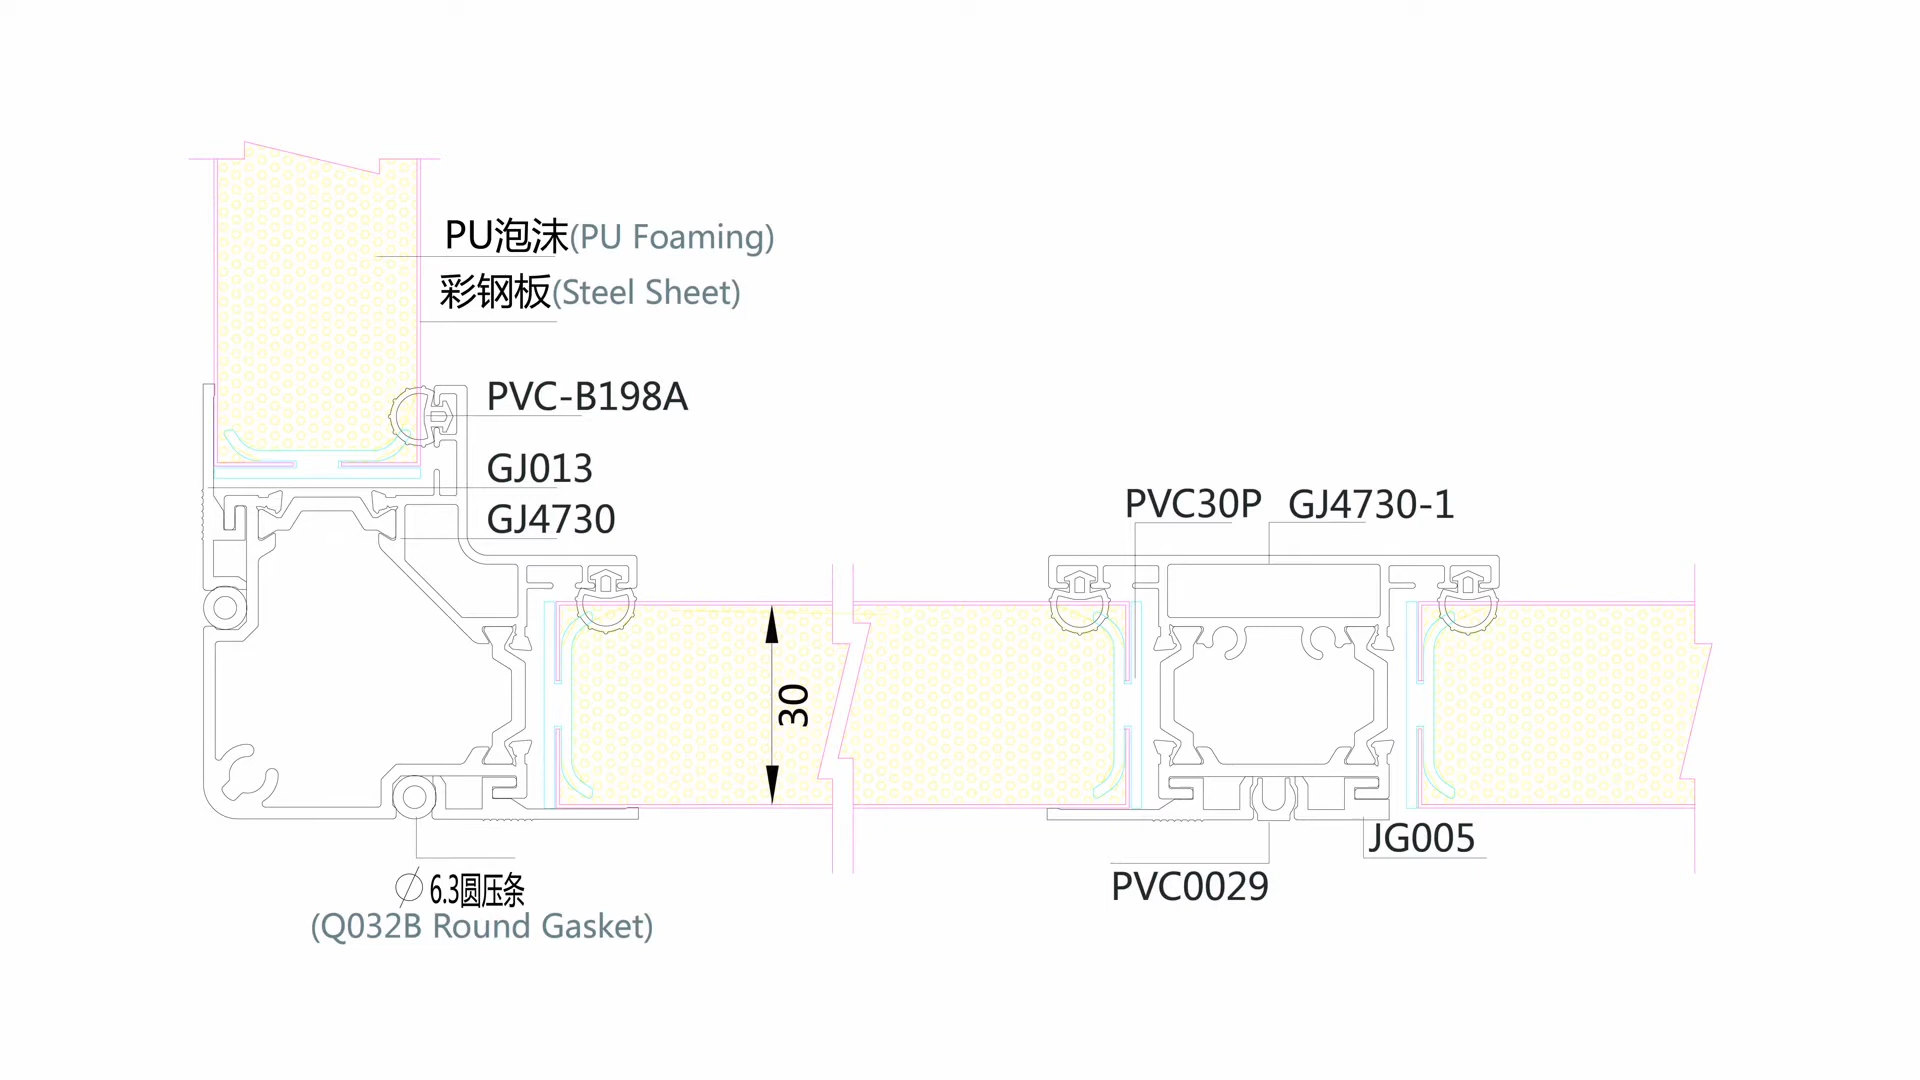 PU泡沫(PU Foaming)
彩钢板(Steel Sheet)
PVC-B198A
GJ013
GJ4730
PVC30P GJ4730-1
30
JG005
PVC0029
∅ 6.3圆压条
(Q032B Round Gasket)